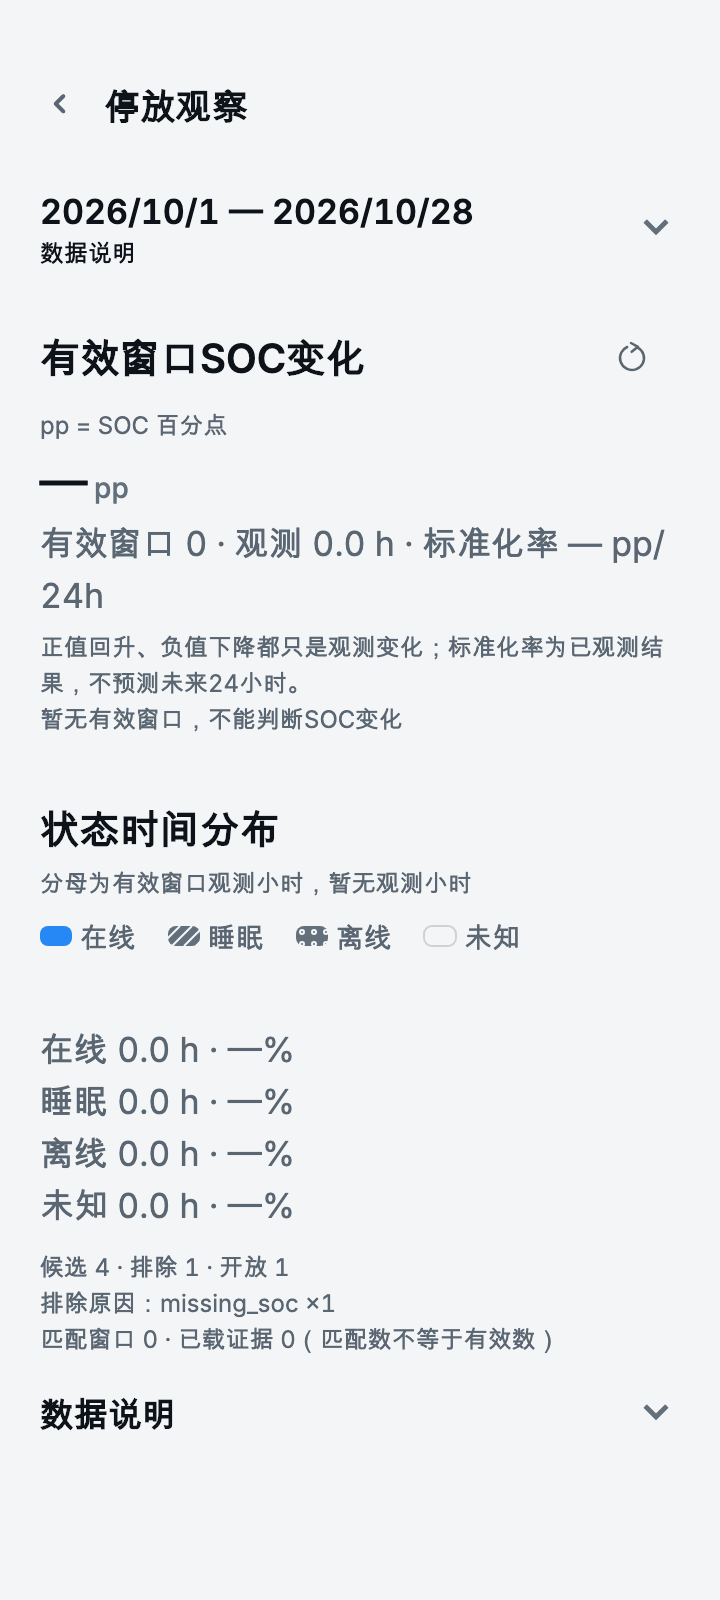 停放观察
2026/10/1 — 2026/10/28
数据说明
有效窗口SOC变化
pp = SOC 百分点
— pp
有效窗口 0 · 观测 0.0 h · 标准化率 — pp/
24h
正值回升、负值下降都只是观测变化；标准化率为已观测结
果，不预测未来24小时。
暂无有效窗口，不能判断SOC变化
状态时间分布
分母为有效窗口观测小时，暂无观测小时
在线 睡眠 离线 未知
在线 0.0 h · —%
睡眠 0.0 h · —%
离线 0.0 h · —%
未知 0.0 h · —%
候选 4 · 排除 1 · 开放 1
排除原因：missing_soc ×1
匹配窗口 0 · 已载证据 0（匹配数不等于有效数）
数据说明